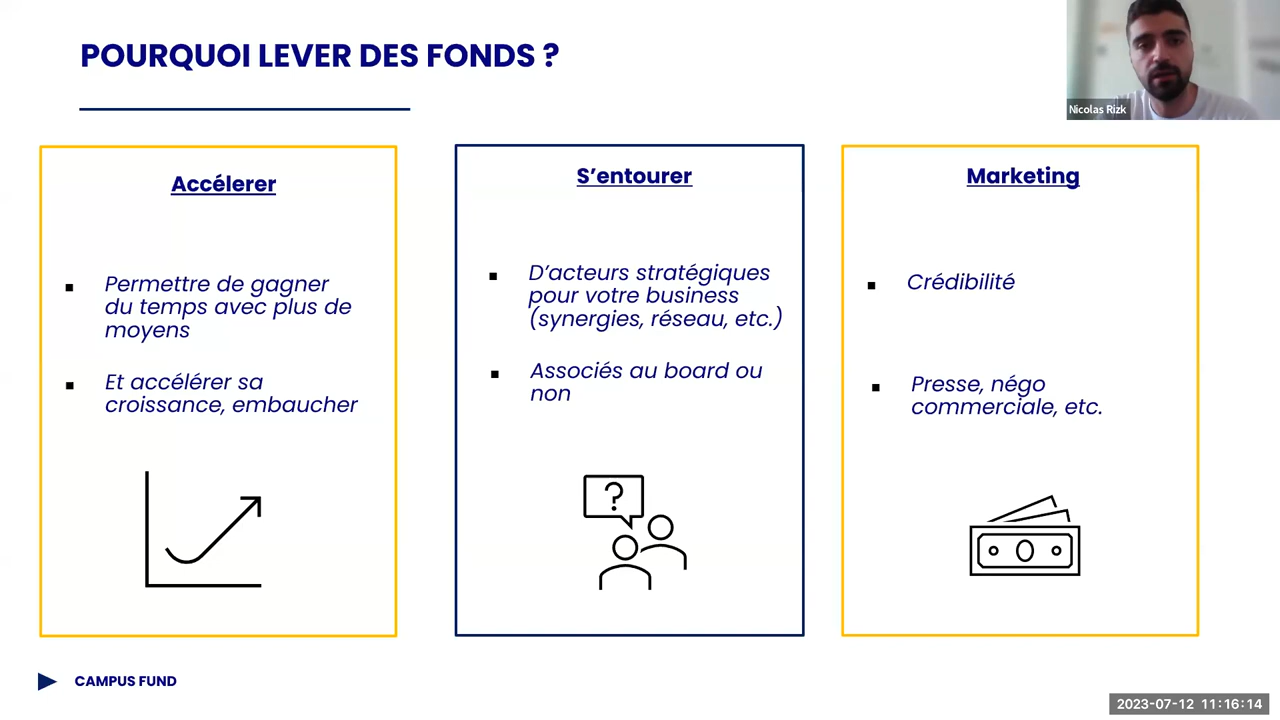 POURQUOI LEVER DES FONDS ?
Nicolas Rizk
Accélerer
Permettre de gagner
du temps avec plus de
moyens
Et accélérer sa
croissance, embaucher
S’entourer
D’acteurs stratégiques
pour votre business
(synergies, réseau, etc.)
Associés au board ou
non
?
Marketing
Crédibilité
Presse, négo
commerciale, etc.
CAMPUS FUND
2023-07-12 11:16:14